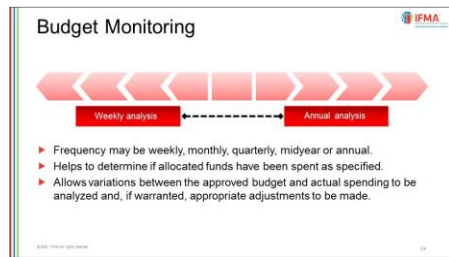 Budget Monitoring
IFMA
Weekly analysis
Annual analysis
Frequency may be weekly, monthly, quarterly, midyear or annual.
Helps to determine if allocated funds have been spent as specified.
Allows variations between the approved budget and actual spending to be
analyzed and, if warranted, appropriate adjustments to be made.